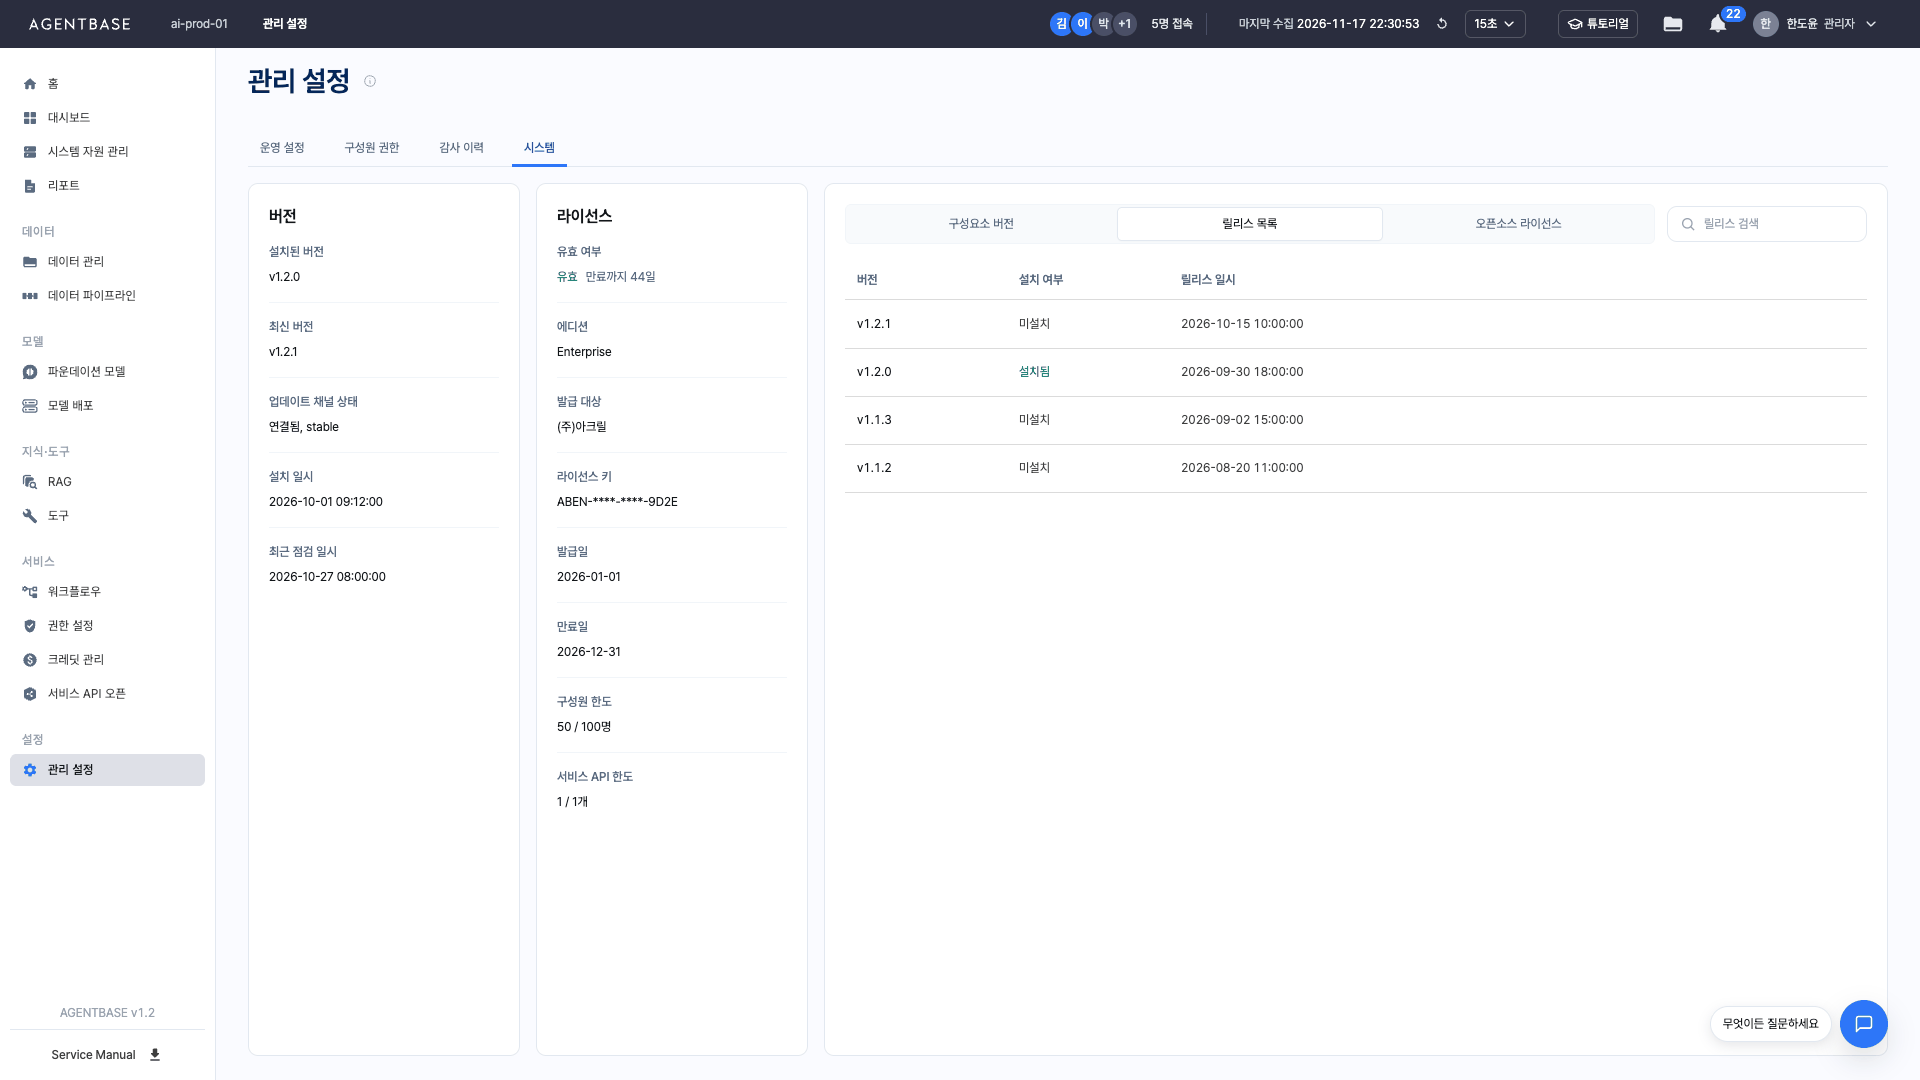 AGENTBASE
ai-prod-01
관리 설정
김 이 박 +1 5명 접속
마지막 수집 2026-11-17 22:30:53
15초
튜토리얼
22
한 한도윤 관리자
홈
대시보드
시스템 자원 관리
리포트
데이터
데이터 관리
데이터 파이프라인
모델
파운데이션 모델
모델 배포
지식·도구
RAG
도구
서비스
워크플로우
권한 설정
크레딧 관리
서비스 API 오픈
설정
관리 설정
AGENTBASE v1.2
Service Manual
관리 설정
운영 설정 구성원 권한 감사 이력 시스템
버전
설치된 버전
v1.2.0
최신 버전
v1.2.1
업데이트 채널 상태
연결됨, stable
설치 일시
2026-10-01 09:12:00
최근 점검 일시
2026-10-27 08:00:00
라이선스
유효 여부
유효 만료까지 44일
에디션
Enterprise
발급 대상
(주)아크릴
라이선스 키
ABEN-****-****-9D2E
발급일
2026-01-01
만료일
2026-12-31
구성원 한도
50 / 100명
서비스 API 한도
1 / 1개
구성요소 버전 릴리스 목록 오픈소스 라이선스
릴리스 검색
버전 설치 여부 릴리스 일시
v1.2.1 미설치 2026-10-15 10:00:00
v1.2.0 설치됨 2026-09-30 18:00:00
v1.1.3 미설치 2026-09-02 15:00:00
v1.1.2 미설치 2026-08-20 11:00:00
무엇이든 질문하세요